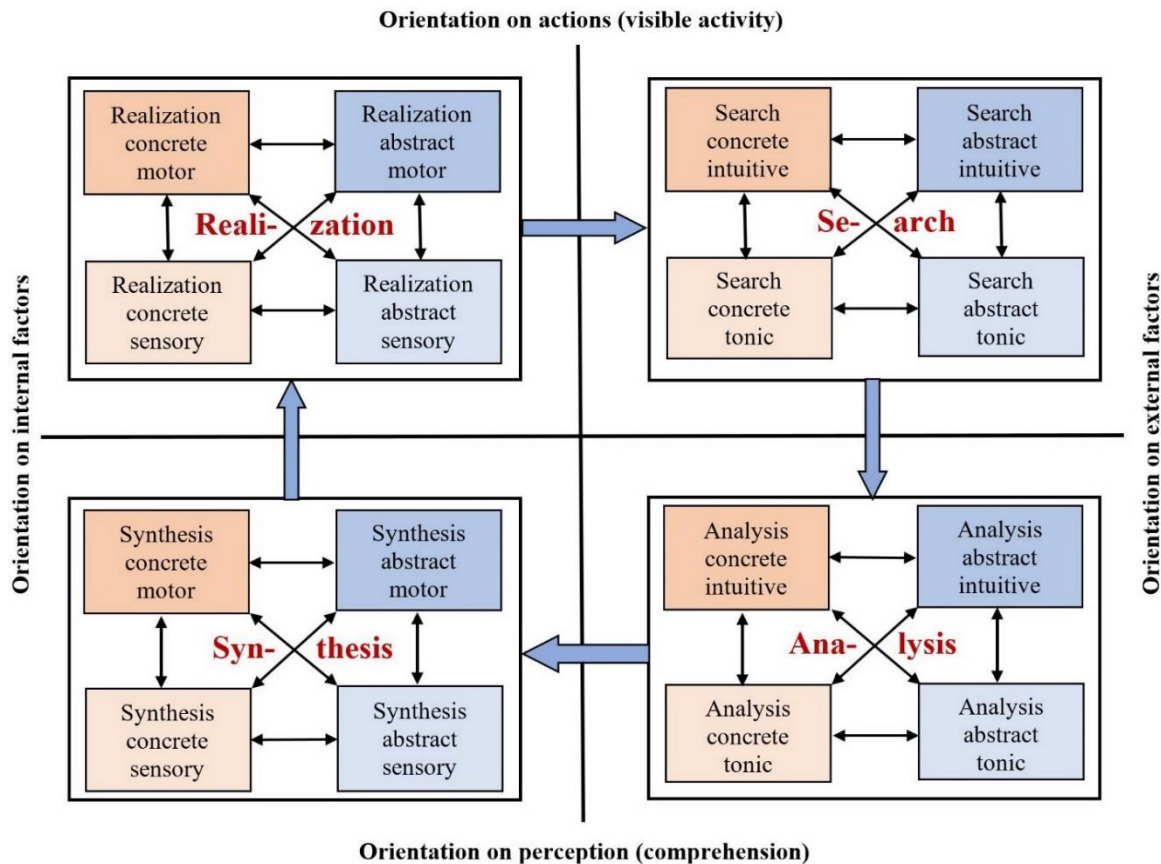 Orientation on actions (visible activity)
Orientation on internal factors
Realization
concrete
motor
Realization
abstract
motor
Reali- zation
Realization
concrete
sensory
Realization
abstract
sensory
Search
concrete
intuitive
Search
abstract
intuitive
Se- arch
Search
concrete
tonic
Search
abstract
tonic
Orientation on external factors
Synthesis
concrete
motor
Synthesis
abstract
motor
Syn- thesis
Synthesis
concrete
sensory
Synthesis
abstract
sensory
Analysis
concrete
intuitive
Analysis
abstract
intuitive
Ana- lysis
Analysis
concrete
tonic
Analysis
abstract
tonic
Orientation on perception (comprehension)